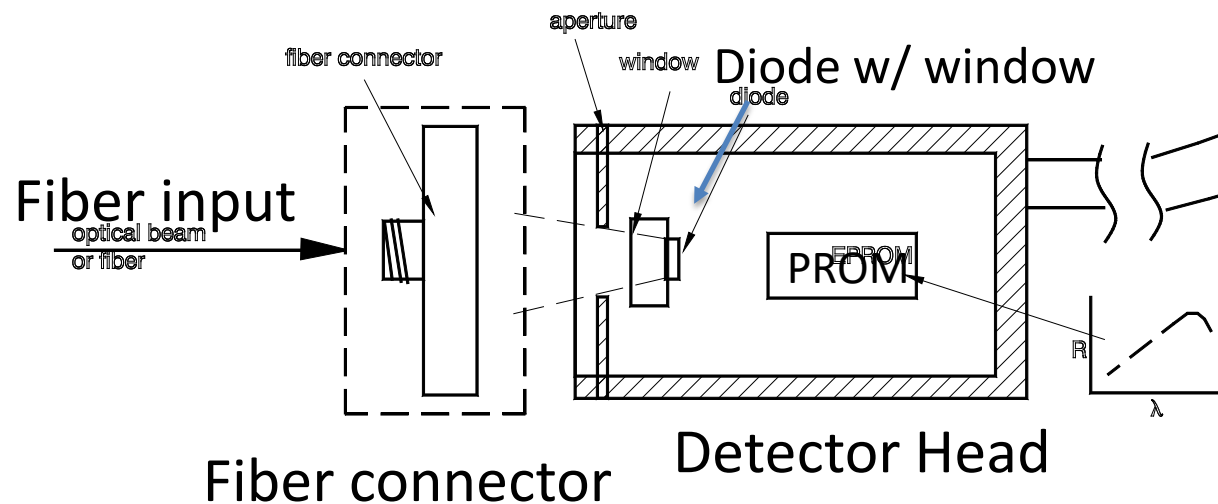 aperture
fiber connector
window
Diode w/ window
diode
Fiber input
optical beam
or fiber
EPROM
PROM
R
λ
Detector Head
Fiber connector